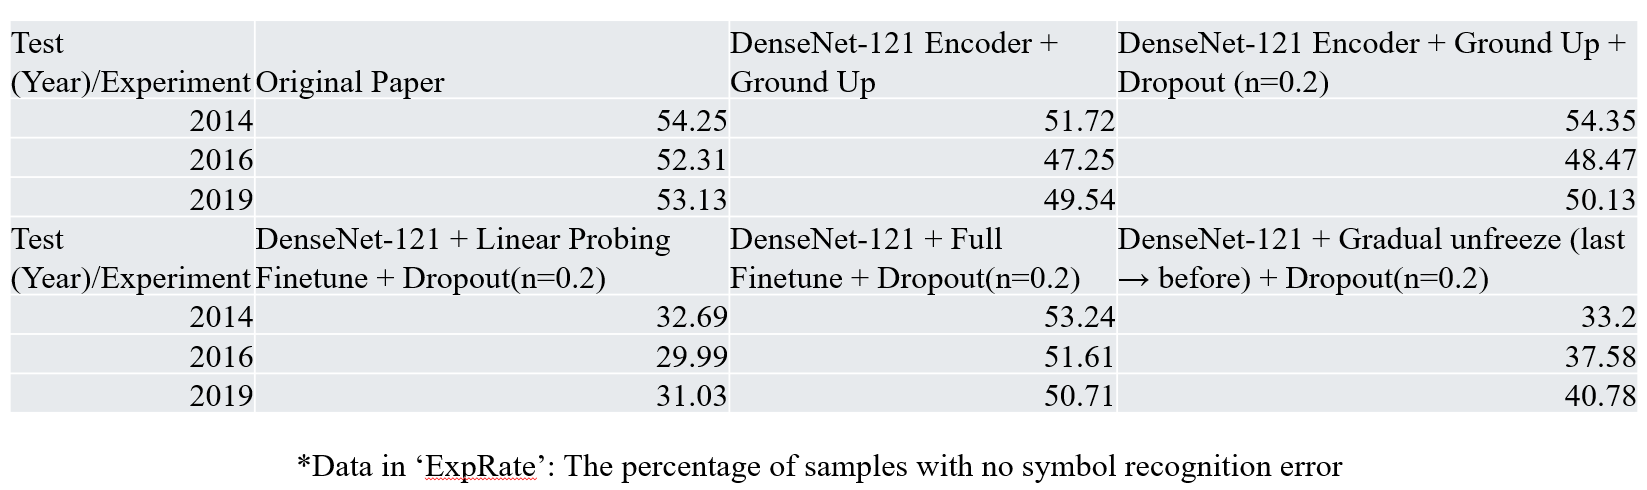 Test (Year)/Experiment Original Paper DenseNet-121 Encoder + Ground Up DenseNet-121 Encoder + Ground Up + Dropout (n=0.2)
2014 54.25 51.72 54.35
2016 52.31 47.25 48.47
2019 53.13 49.54 50.13
Test (Year)/Experiment DenseNet-121 + Linear Probing Finetune + Dropout(n=0.2) DenseNet-121 + Full Finetune + Dropout(n=0.2) DenseNet-121 + Gradual unfreeze (last → before) + Dropout(n=0.2)
2014 32.69 53.24 33.2
2016 29.99 51.61 37.58
2019 31.03 50.71 40.78
*Data in ‘ExpRate’: The percentage of samples with no symbol recognition error